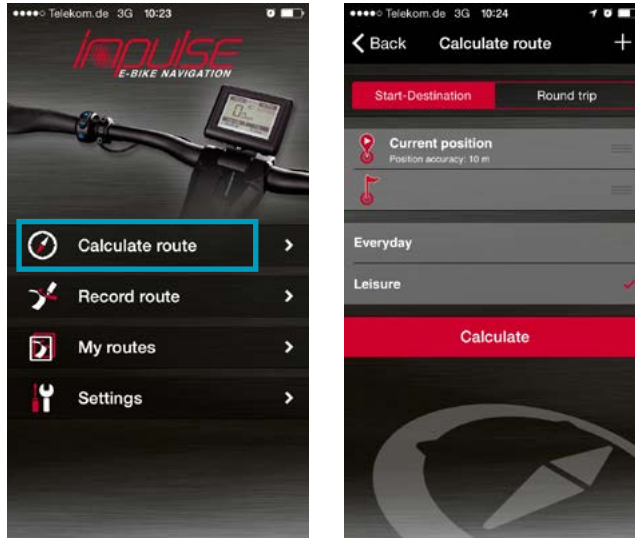 Telekom.de 3G 10:23
impulse
E-BIKE NAVIGATION
Calculate route
Record route
My routes
Settings
Telekom.de 3G 10:24
Back Calculate route +
Start-Destination Round trip
Current position
Position accuracy: 10 m
Everyday
Leisure
Calculate